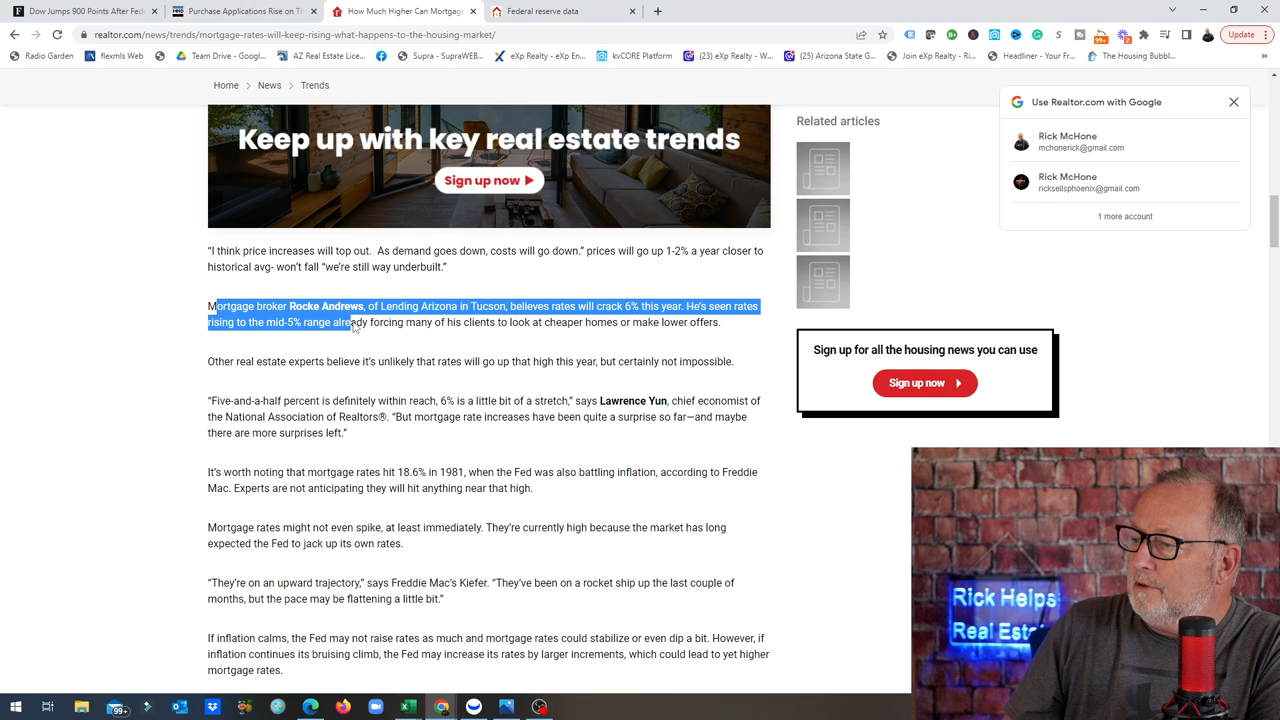 Dow Jumps 900 Points After Fed
Purchase Applications Rise on Th
How Much Higher Can Mortgage
Federal reserve data
realtor.com/news/trends/mortgage-rates-will-keep-rising-what-happens-to-the-housing-market/
Update
Radio Garden
flexmls Web
Team Drive - Googl...
AZ Real Estate Lice...
Supra - SupraWEB...
eXp Realty - eXp En...
kvCORE Platform
(23) eXp Realty - W...
(25) Arizona State G...
Join eXp Realty - ex...
Headliner - Your Fr...
The Housing Bubbl...
Home
News
Trends
Use Realtor.com with Google
Rick McHone
mchonerick@gmail.com
Rick McHone
ricksellsphoenix@gmail.com
1 more account
Keep up with key real estate trends
Sign up now
“I think price increases will top out. As demand goes down, costs will go down.” prices will go up 1-2% a year closer to
historical avg- won’t fall “we’re still way underbuilt.”
Mortgage broker Rocke Andrews, of Lending Arizona in Tucson, believes rates will crack 6% this year. He’s seen rates
rising to the mid-5% range already forcing many of his clients to look at cheaper homes or make lower offers.
Other real estate experts believe it’s unlikely that rates will go up that high this year, but certainly not impossible.
“Five-and-a-half percent is definitely within reach, 6% is a little bit of a stretch,” says Lawrence Yun, chief economist of
the National Association of Realtors®. “But mortgage rate increases have been quite a surprise so far—and maybe
there are more surprises left.”
It’s worth noting that mortgage rates hit 18.6% in 1981, when the Fed was also battling inflation, according to Freddie
Mac. Experts are not anticipating they will hit anything near that high.
Mortgage rates might not even spike, at least immediately. They’re currently high because the market has long
expected the Fed to jack up its own rates.
“They’re on an upward trajectory,” says Freddie Mac’s Kiefer. “They’ve been on a rocket ship up the last couple of
months, but the pace may be flattening a little bit.”
If inflation calms, the Fed may not raise rates as much and mortgage rates could stabilize or even dip a bit. However, if
inflation continues its bruising climb, the Fed may increase its rates by larger increments, which could lead to yet higher
mortgage rates.
Related articles
Sign up for all the housing news you can use
Sign up now
Rick Helps
Real Esta
99+